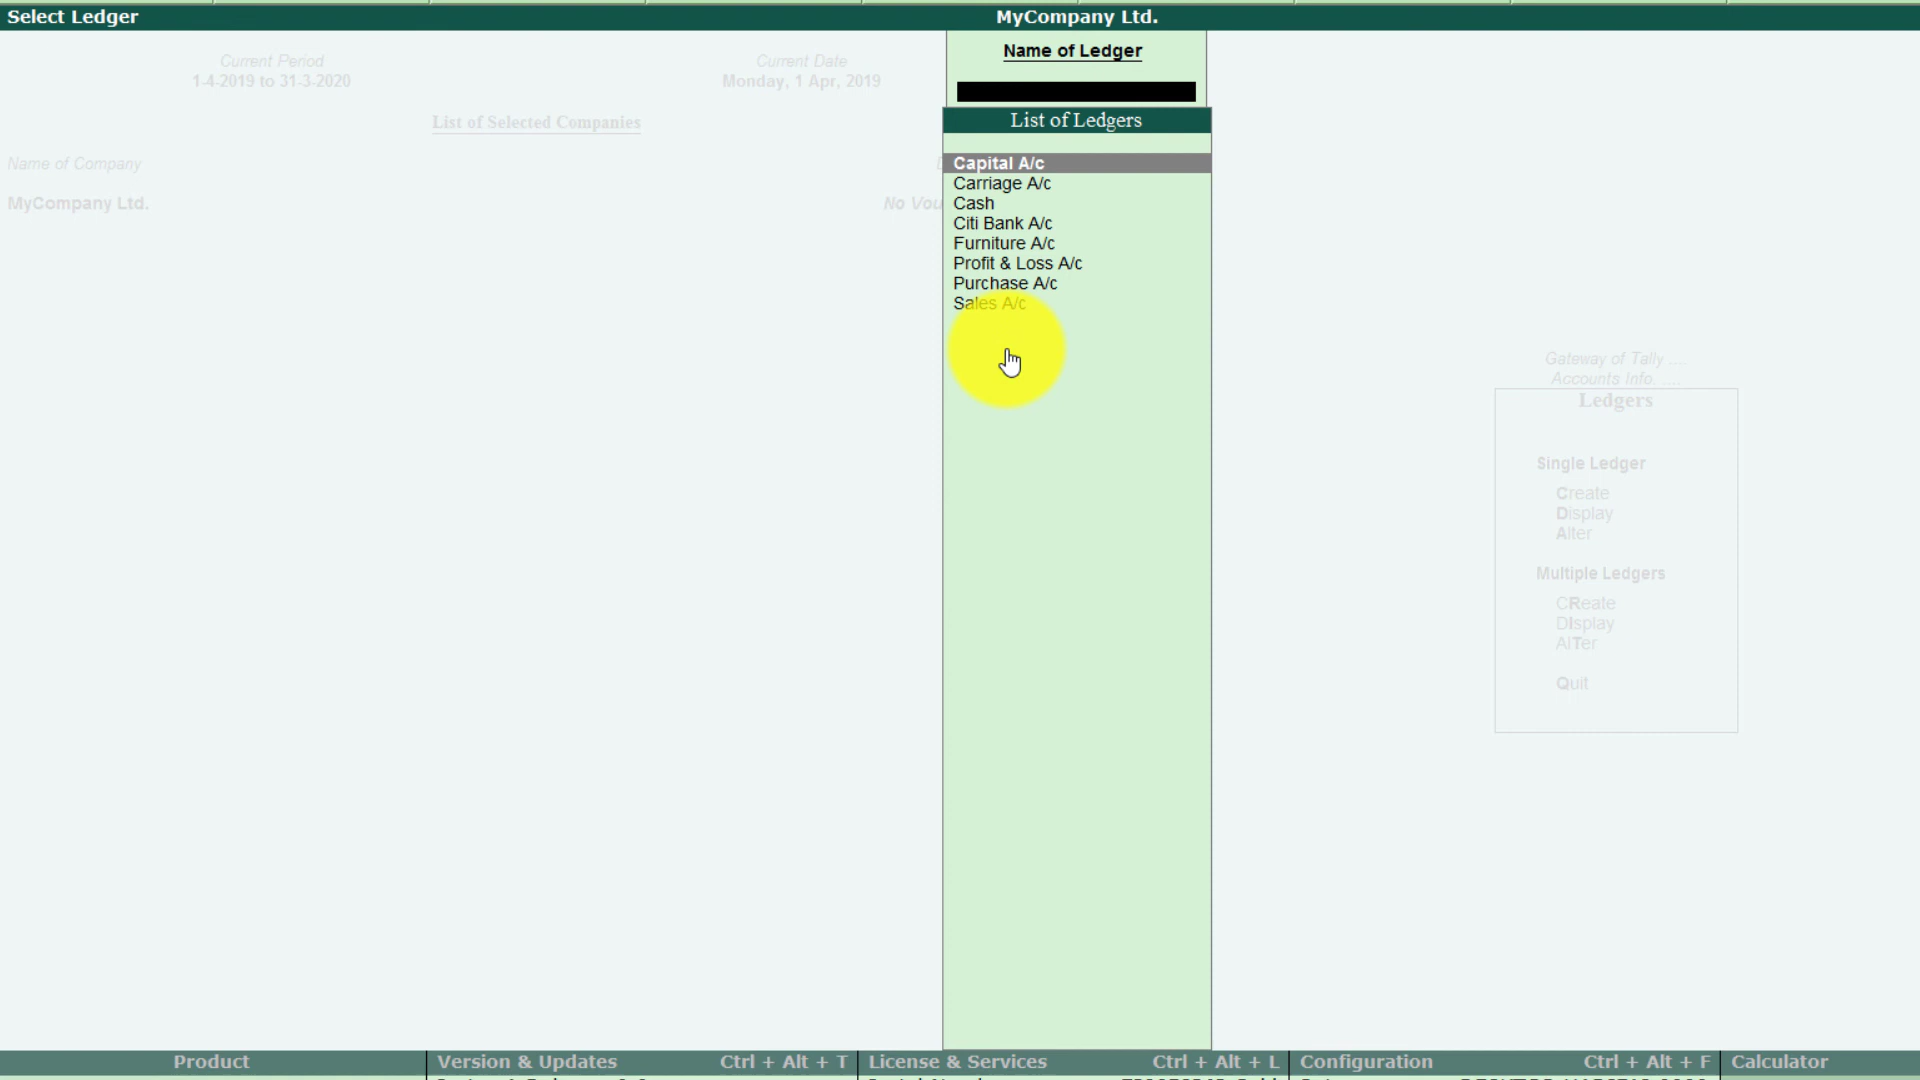 Select Ledger
MyCompany Ltd.
Current Period
1-4-2019 to 31-3-2020
Current Date
Monday, 1 Apr, 2019
Name of Ledger
List of Selected Companies
Name of Company
MyCompany Ltd.
No Vou
List of Ledgers
Capital A/c
Carriage A/c
Cash
Citi Bank A/c
Furniture A/c
Profit & Loss A/c
Purchase A/c
Sales A/c
Gateway of Tally ....
Accounts Info. ....
Ledgers
Single Ledger
Create
Display
Alter
Multiple Ledgers
CReate
DIsplay
AlTer
Quit
Product
Version & Updates Ctrl + Alt + T
License & Services Ctrl + Alt + L
Configuration Ctrl + Alt + F
Calculator